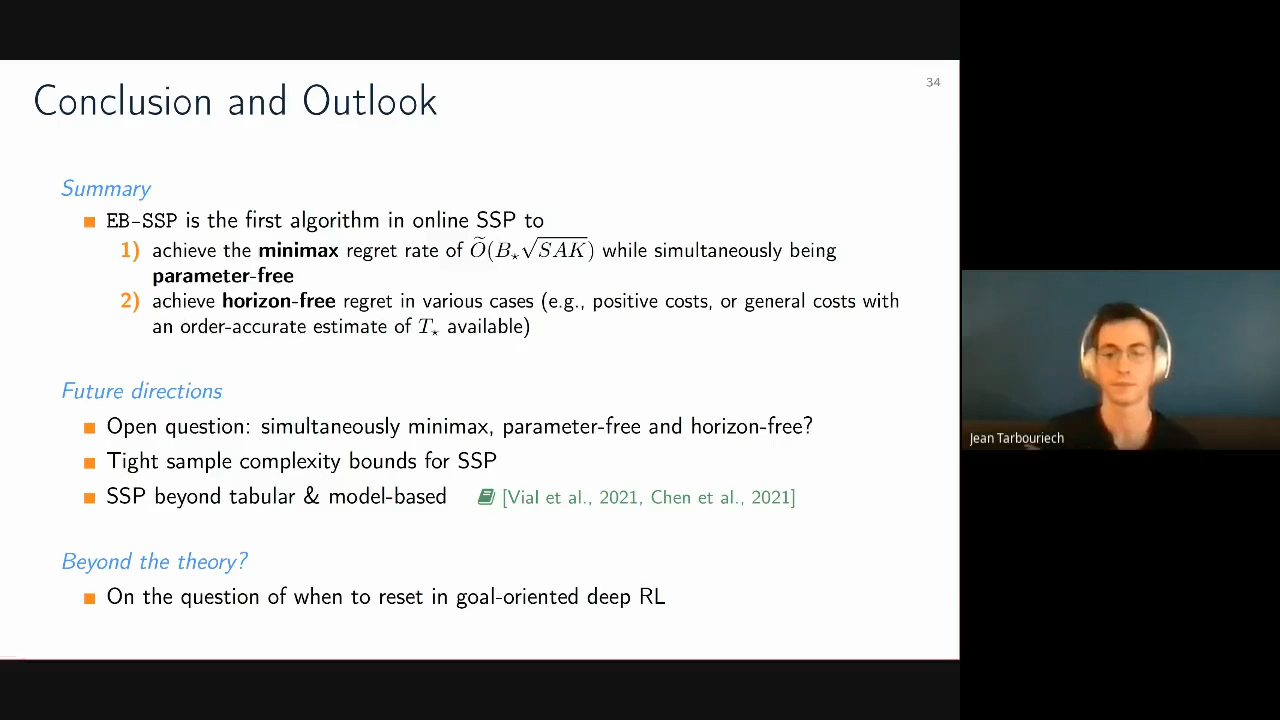 34
Conclusion and Outlook
Summary
EB-SSP is the first algorithm in online SSP to
1) achieve the minimax regret rate of Õ(B⋆√SAK) while simultaneously being
parameter-free
2) achieve horizon-free regret in various cases (e.g., positive costs, or general costs with
an order-accurate estimate of T⋆ available)
Future directions
Open question: simultaneously minimax, parameter-free and horizon-free?
Tight sample complexity bounds for SSP
SSP beyond tabular & model-based [Vial et al., 2021, Chen et al., 2021]
Beyond the theory?
On the question of when to reset in goal-oriented deep RL
Jean Tarbouriech